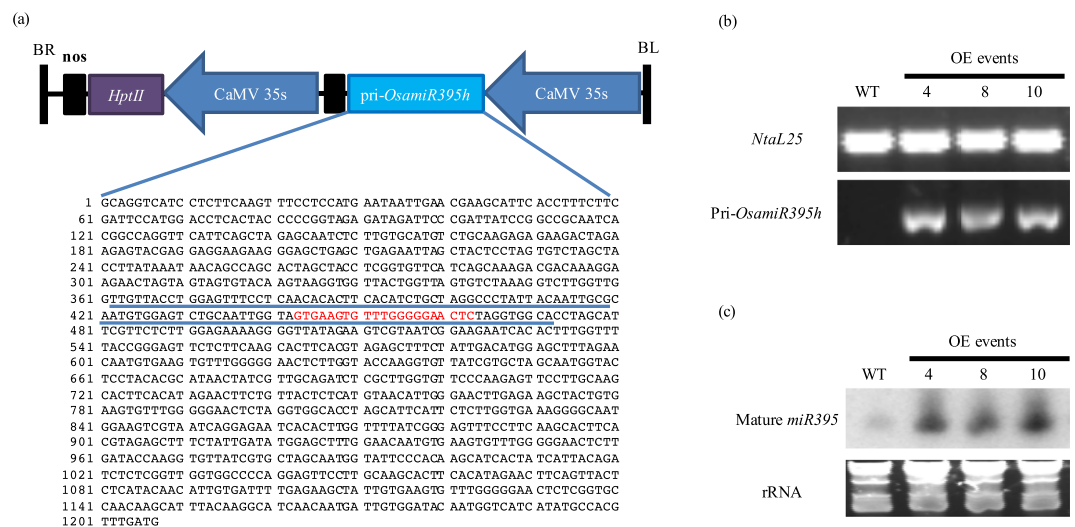 (a)
BR
nos
HptII
CaMV 35s
pri-OsamiR395h
CaMV 35s
BL
1 GCAGGTCATC CTCTTCAAGT TTCCTCCATG AATAATTGAA CGAAGCATTC ACCTTTCTTC
61 GATTCCATGG ACCTCACTAC CCCCCGGTAG AGATAGATTC CCGATTATCC GGCCGCAATCA
121 CGGCCAGGTT CATTCAGCTA GAGCAATCTC TTGTGCATGT CTGCAAGAGA GAAGACTAGA
181 AGAGTACGAG GAGGAAGAAG GGAGCTGAGC TGAGAATTAG CTACTCCTAG TGTCTAGCTA
241 CCTTATAAAT AACAGCCAGC ACTAGCTACC TCGGTGTTCA TCAGCAAAGA CGACAAAGGA
301 AGAACTAGTA GTAGTGTACA AGTAAGGTGG TTACTGGTTA GTGTCTAAAG GTCTTGGTTG
361 GTTGTTACCT GGAGTTTCCT CAACACACTT CACATCTGCT AGGCCCTATT ACAATTGCGC
421 AATGTGGAGT CTGCAATTGG TAGTGAAGTG TTTGGGGGAA CTCTAGGTGG CACCTAGCAT
481 TCGTTCTCTT GGAGAAAAGG GGTTATAGAA GTCGTAATCG GAAGAATCAC ACTTTGGTTT
541 TACCGGGAGT TCTCTTCAAG CACTTCACGT AGAGCTTTCT ATTGACATGG AGCTTTAGAA
601 CAATGTGAAG TGTTTGGGGG AACTCTTGGT ACCAAGGTGT TATCGTGCTA GCAATGGTAC
661 TCCTACACGC ATAACTATCG TTGCAGATCT CGCTTGGTGT TCCCAAGAGT TCCTTGCAAG
721 CACTTCACAT AGAACTTCTG TTACTCTCAT GTAACATTGG GAACTTGAGA AGCTACTGTG
781 AAGTGTTTGG GGGAACTCTA GGTGGCACCT AGCATTCATT CTCTTGGTGA AAGGGGCAAT
841 GGAAGTCGTA ATCAGGAGAA TCACACTTGG TTTTATCGGG AGTTTCCTTC AAGCACTTCA
901 CGTAGAGCTT TCTATTGATA TGGAGCTTTG GAACAATGTG AAGTGTTTGG GGGAACTCTT
961 GATACCAAGG TGTTATCGTG CTAGCAATGG TATTCCCACA AGCATCACTA TCATTACAGA
1021 TCTCTCGGTT GGTGGCCCCA GGAGTTCCTT GCAAGCACTT CACATAGAAC TTCAGTTACT
1081 CTCATACAAC ATTGTGATTT TGAGAAGCTA TTGTGAAGTG TTTGGGGGAA CTCTCGGTGC
1141 CAACAAGCAT TTACAAGGCA TCAACAATGA TTGTGGATAC AATGGTCATC ATATGCCACG
1201 TTTGATG
(b)
OE events
WT 4 8 10
NtaL25
Pri-OsamiR395h
(c)
OE events
WT 4 8 10
Mature miR395
rRNA